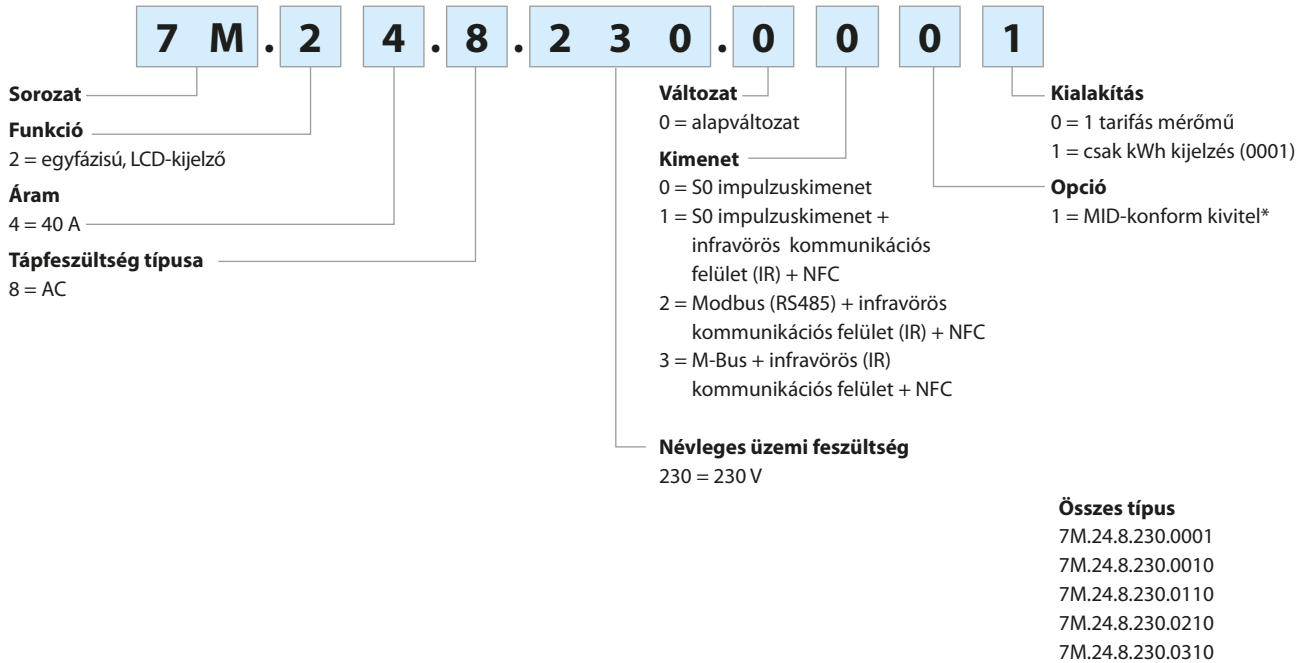 7 M . 2 4 . 8 . 2 3 0 . 0 0 0 1
Sorozat
Funkció
2 = egyfázisú, LCD-kijelző
Áram
4 = 40 A
Tápfeszültség típusa
8 = AC
Változat
0 = alapváltozat
Kimenet
0 = S0 impulzuskimenet
1 = S0 impulzuskimenet +
infravörös kommunikációs
felület (IR) + NFC
2 = Modbus (RS485) + infravörös
kommunikációs felület (IR) + NFC
3 = M-Bus + infravörös (IR)
kommunikációs felület + NFC
Névleges üzemi feszültség
230 = 230 V
Kialakítás
0 = 1 tarifás mérőmű
1 = csak kWh kijelzés (0001)
Opció
1 = MID-konform kivitel*
Összes típus
7M.24.8.230.0001
7M.24.8.230.0010
7M.24.8.230.0110
7M.24.8.230.0210
7M.24.8.230.0310